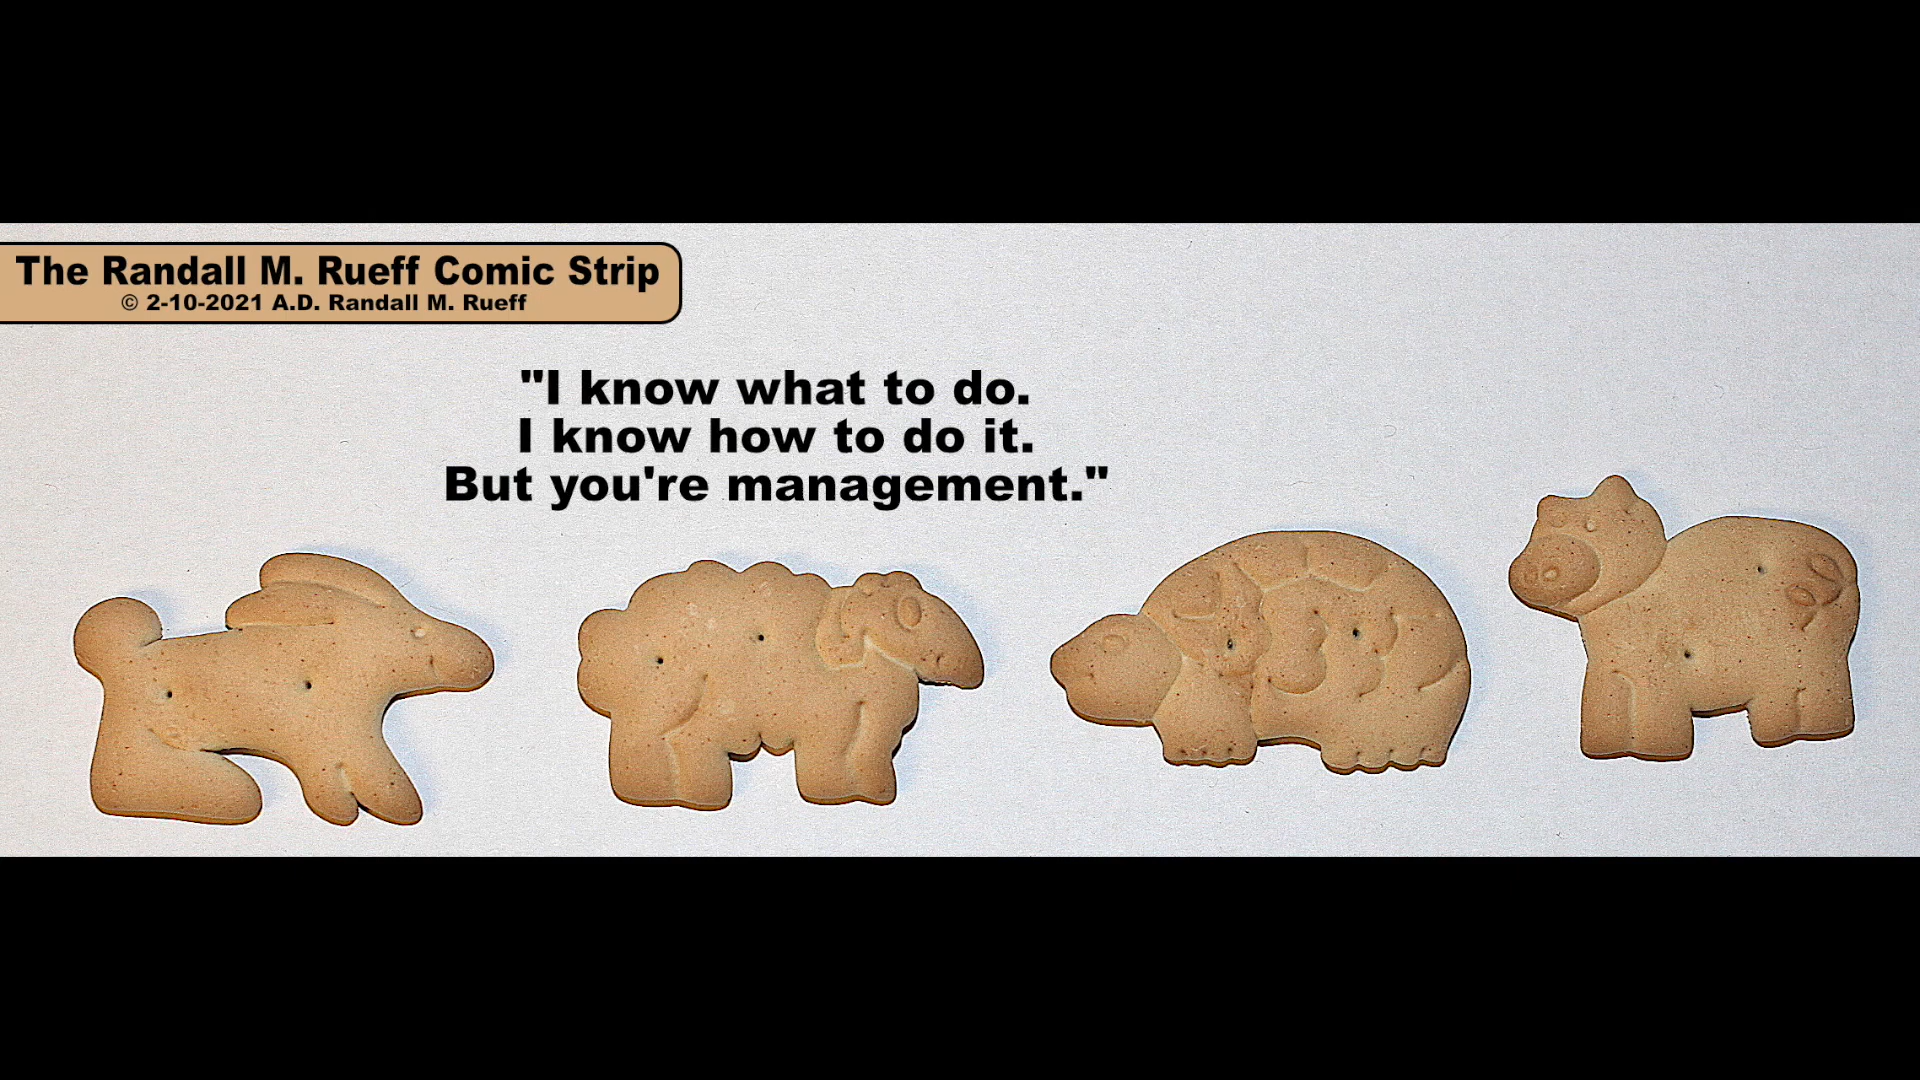 The Randall M. Rueff Comic Strip
© 2-10-2021 A.D. Randall M. Rueff
"I know what to do.
I know how to do it.
But you're management."